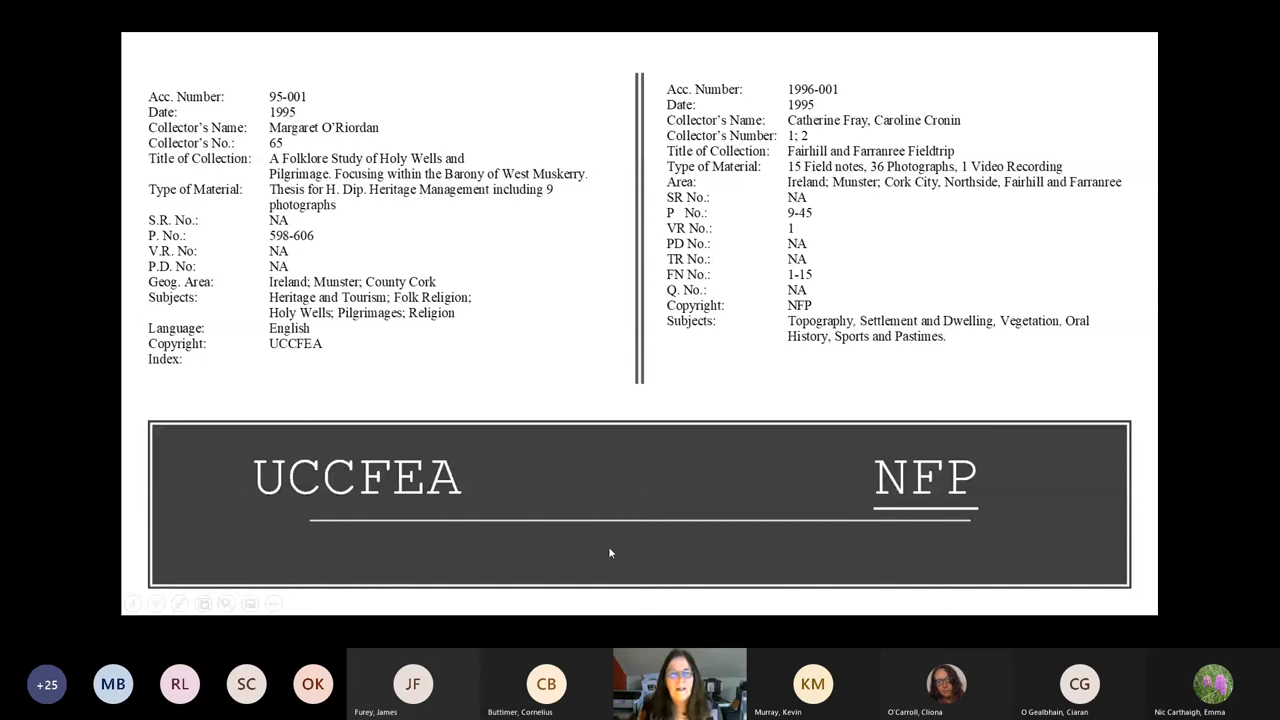 Acc. Number: 95-001
Date: 1995
Collector's Name: Margaret O'Riordan
Collector's No.: 65
Title of Collection: A Folklore Study of Holy Wells and
Pilgrimage. Focusing within the Barony of West Muskerry.
Type of Material: Thesis for H. Dip. Heritage Management including 9
photographs
S.R. No.: NA
P. No.: 598-606
V.R. No: NA
P.D. No: NA
Geog. Area: Ireland; Munster; County Cork
Subjects: Heritage and Tourism; Folk Religion;
Holy Wells; Pilgrimages; Religion
Language: English
Copyright: UCCFEA
Index:
Acc. Number: 1996-001
Date: 1995
Collector's Name: Catherine Fray, Caroline Cronin
Collector's Number: 1; 2
Title of Collection: Fairhill and Farranree Fieldtrip
Type of Material: 15 Field notes, 36 Photographs, 1 Video Recording
Area: Ireland; Munster; Cork City, Northside, Fairhill and Farranree
SR No.: NA
P No.: 9-45
VR No.: 1
PD No.: NA
TR No.: NA
FN No.: 1-15
Q. No.: NA
Copyright: NFP
Subjects: Topography, Settlement and Dwelling, Vegetation, Oral
History, Sports and Pastimes.
UCCFEA NFP
+25 MB RL SC OK JF CB KM CG
Furey, James Buttimer, Cornelius Murray, Kevin O'Carroll, Cliona O Gealbhain, Ciaran Nic Carthaigh, Emma